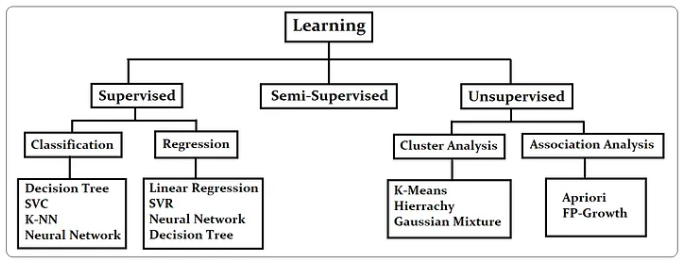 Learning
Supervised
Semi-Supervised
Unsupervised
Classification
Regression
Cluster Analysis
Association Analysis
Decision Tree
SVC
K-NN
Neural Network
Linear Regression
SVR
Neural Network
Decision Tree
K-Means
Hierrachy
Gaussian Mixture
Apriori
FP-Growth